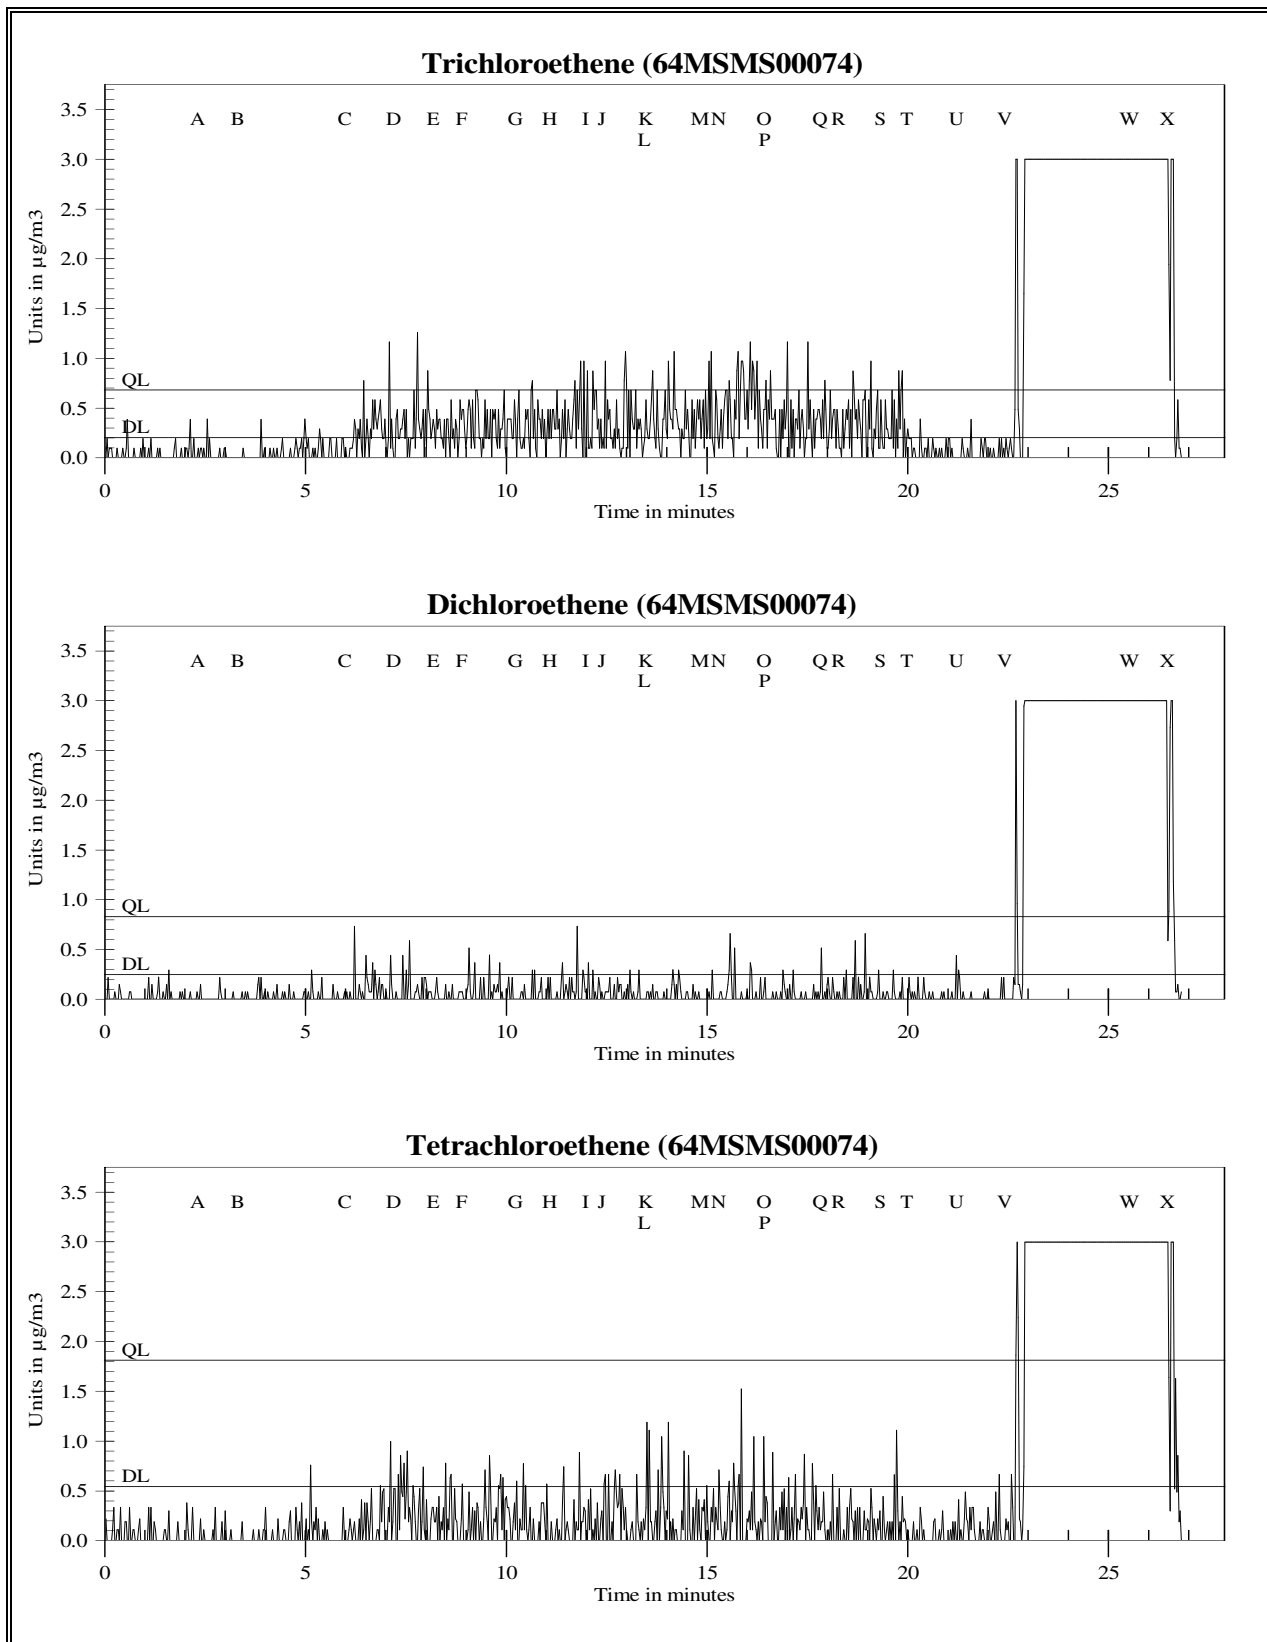 Trichloroethene (64MSMS00074)
3.5
A B C D E F G H I J K M N O Q R S T U V W X
L P
3.0
2.5
2.0
1.5
1.0
QL
0.5
DL
0.0
0 5 10 15 20 25
Time in minutes
Units in µg/m3
Dichloroethene (64MSMS00074)
3.5
A B C D E F G H I J K M N O Q R S T U V W X
L P
3.0
2.5
2.0
1.5
1.0
QL
0.5
DL
0.0
0 5 10 15 20 25
Time in minutes
Units in µg/m3
Tetrachloroethene (64MSMS00074)
3.5
A B C D E F G H I J K M N O Q R S T U V W X
L P
3.0
2.5
2.0
QL
1.5
1.0
DL
0.5
0.0
0 5 10 15 20 25
Time in minutes
Units in µg/m3